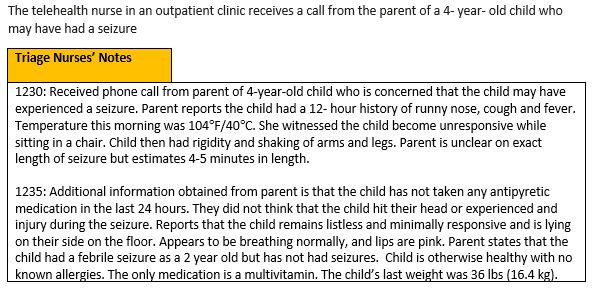 The telehealth nurse in an outpatient clinic receives a call from the parent of a 4- year- old child who
may have had a seizure
Triage Nurses’ Notes
1230: Received phone call from parent of 4-year-old child who is concerned that the child may have
experienced a seizure. Parent reports the child had a 12- hour history of runny nose, cough and fever.
Temperature this morning was 104°F/40°C. She witnessed the child become unresponsive while
sitting in a chair. Child then had rigidity and shaking of arms and legs. Parent is unclear on exact
length of seizure but estimates 4-5 minutes in length.
1235: Additional information obtained from parent is that the child has not taken any antipyretic
medication in the last 24 hours. They did not think that the child hit their head or experienced and
injury during the seizure. Reports that the child remains listless and minimally responsive and is lying
on their side on the floor. Appears to be breathing normally, and lips are pink. Parent states that the
child had a febrile seizure as a 2 year old but has not had seizures.  Child is otherwise healthy with no
known allergies. The only medication is a multivitamin. The child’s last weight was 36 lbs (16.4 kg).